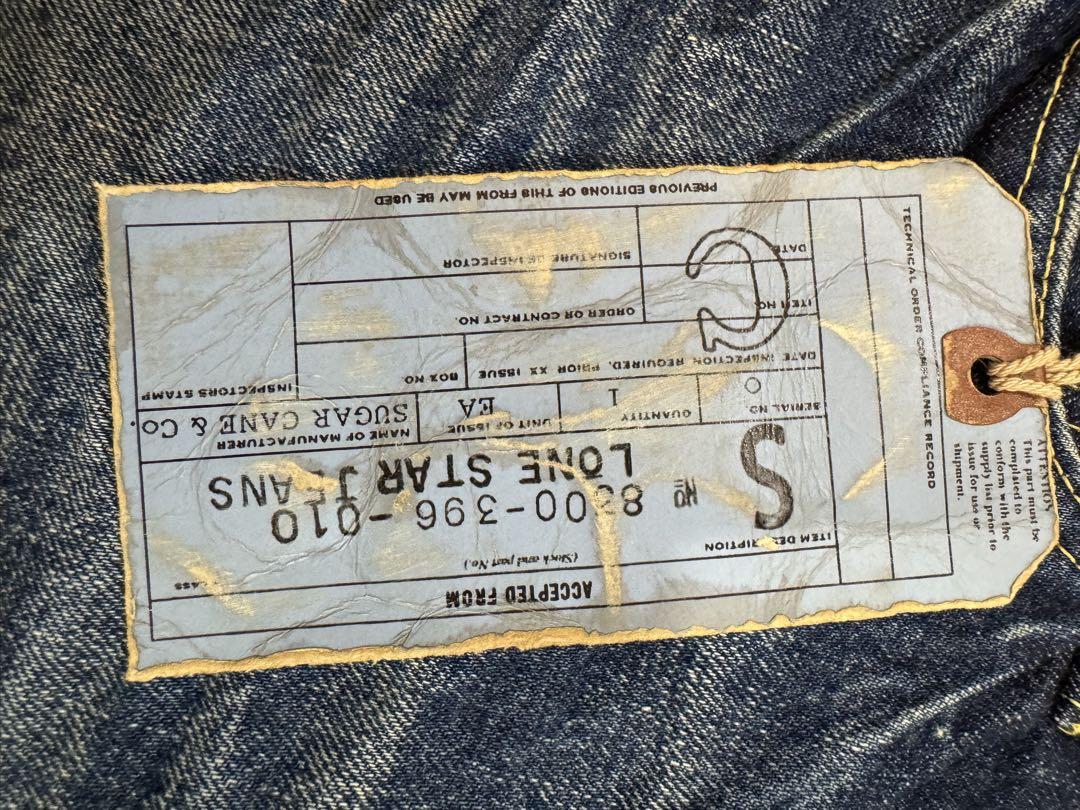 ACCEPTED FROM
CLASS
(Stock and part No.)
ITEM DESCRIPTION
No 8300-396-010
LONE STAR JEANS
S
SERIAL NO.
QUANTITY
1
UNIT OF ISSUE
EA
NAME OF MANUFACTURER
SUGAR CANE & Co.
DATE INSPECTION REQUIRED, PRIOR XX ISSUE
BOX NO.
INSPECTORS STAMP
ITEM NO.
ORDER OR CONTRACT NO.
C
DATE
SIGNATURE OF INSPECTOR
PREVIOUS EDITIONS OF THIS FROM MAY BE USED
TECHNICAL ORDER COMPLIANCE RECORD
ATTENTION
This part must be
complated to
conform with the
supply list prior to
issue for use or
shipment.